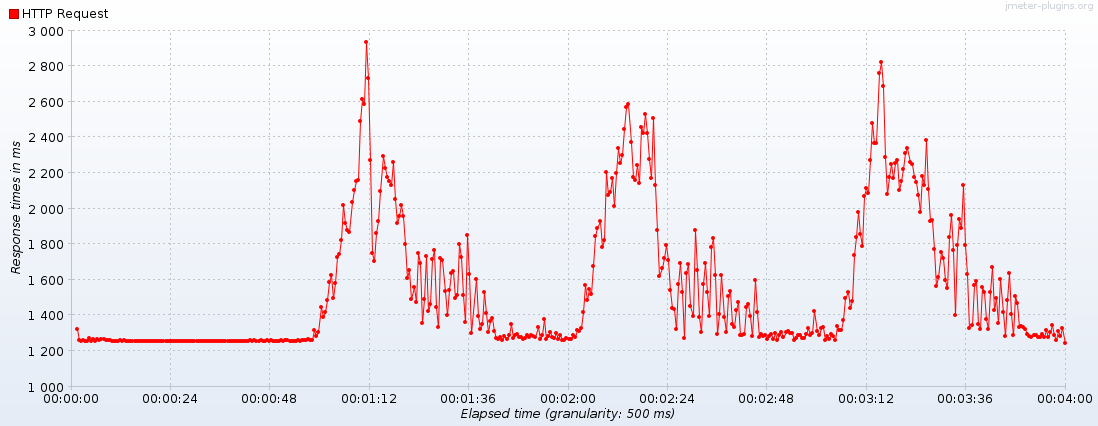 jmeter-plugins.org
HTTP Request
3 000
2 800
2 600
2 400
2 200
2 000
1 800
1 600
1 400
1 200
1 000
Response times in ms
00:00:00 00:00:24 00:00:48 00:01:12 00:01:36 00:02:00 00:02:24 00:02:48 00:03:12 00:03:36 00:04:00
Elapsed time (granularity: 500 ms)